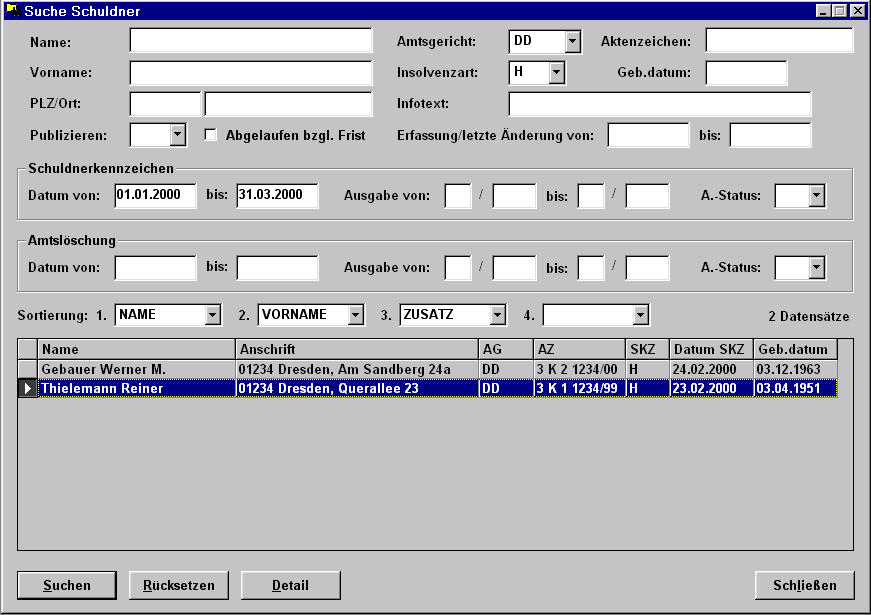 Suche Schuldner
Name: Amtsgericht: DD Aktenzeichen:
Vorname: Insolvenzart: H Geb.datum:
PLZ/Ort: Infotext:
Publizieren: Abgelaufen bzgl. Frist Erfassung/letzte Änderung von: bis:
Schuldnerkennzeichen
Datum von: 01.01.2000 bis: 31.03.2000 Ausgabe von: / bis: / A.-Status:
Amtslöschung
Datum von: bis: Ausgabe von: / bis: / A.-Status:
Sortierung: 1. NAME 2. VORNAME 3. ZUSATZ 4. 2 Datensätze
Name Anschrift AG AZ SKZ Datum SKZ Geb.datum
Gebauer Werner M. 01234 Dresden, Am Sandberg 24a DD 3 K 2 1234/00 H 24.02.2000 03.12.1963
Thielemann Reiner 01234 Dresden, Querallee 23 DD 3 K 1 1234/99 H 23.02.2000 03.04.1951
Suchen Rücksetzen Detail Schließen